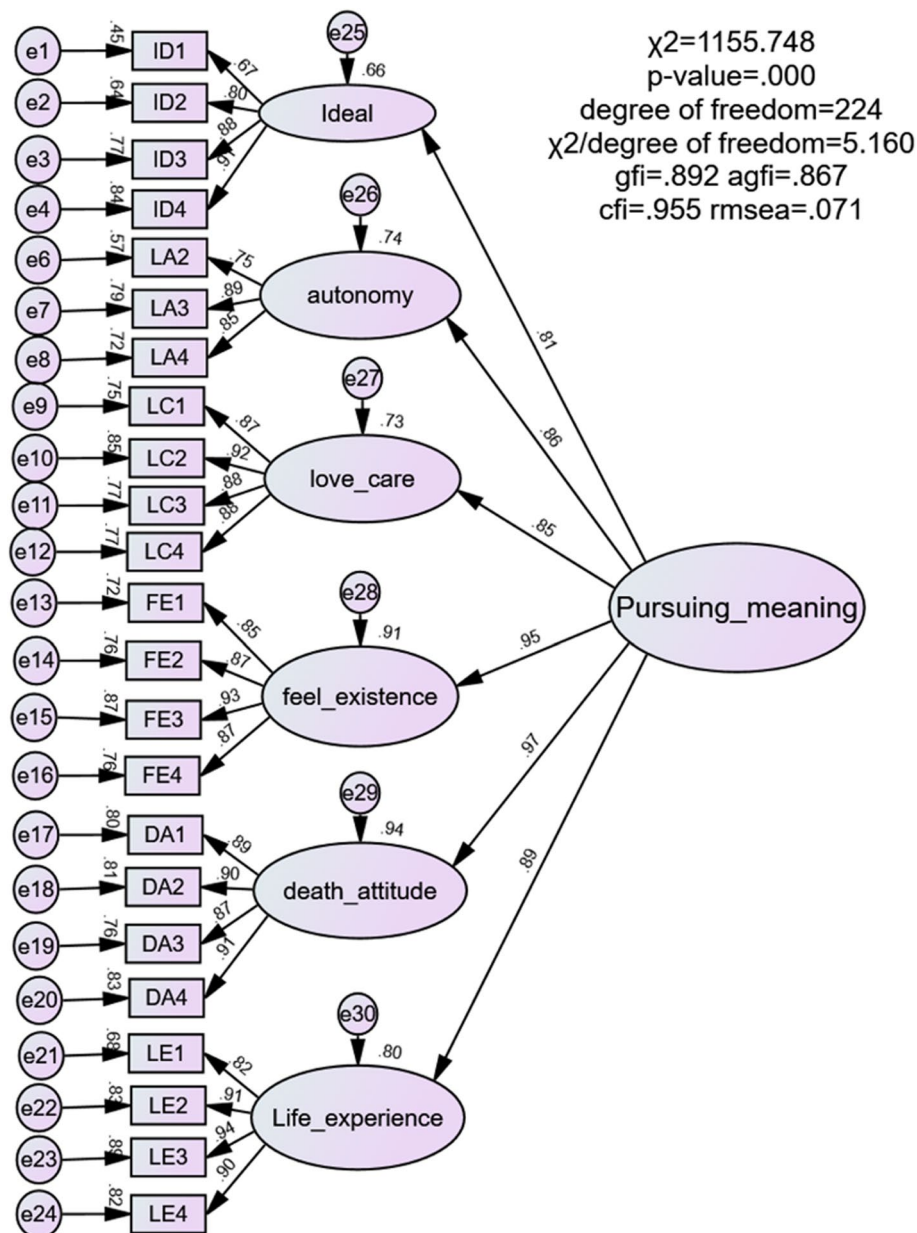 χ2=1155.748
p-value=.000
degree of freedom=224
χ2/degree of freedom=5.160
gfi=.892 agfi=.867
cfi=.955 rmsea=.071
e25
.66
Ideal
e1 .45 ID1 .67
e2 .64 ID2 .80
e3 .77 ID3 .88
e4 .84 ID4 .91
.81
e26
.74
autonomy
e6 .57 LA2 .75
e7 .79 LA3 .89
e8 .72 LA4 .85
.86
e27
.73
love_care
e9 .75 LC1 .87
e10 .85 LC2 .92
e11 .77 LC3 .88
e12 .77 LC4 .88
.85
Pursuing_meaning
e28
.91
feel_existence
e13 .72 FE1 .85
e14 .76 FE2 .87
e15 .87 FE3 .93
e16 .76 FE4 .87
.95
e29
.94
death_attitude
e17 .80 DA1 .89
e18 .81 DA2 .90
e19 .76 DA3 .87
e20 .83 DA4 .91
.97
e30
.80
Life_experience
e21 .68 LE1 .82
e22 .83 LE2 .91
e23 LE3 .94
e24 .82 LE4 .90
.89